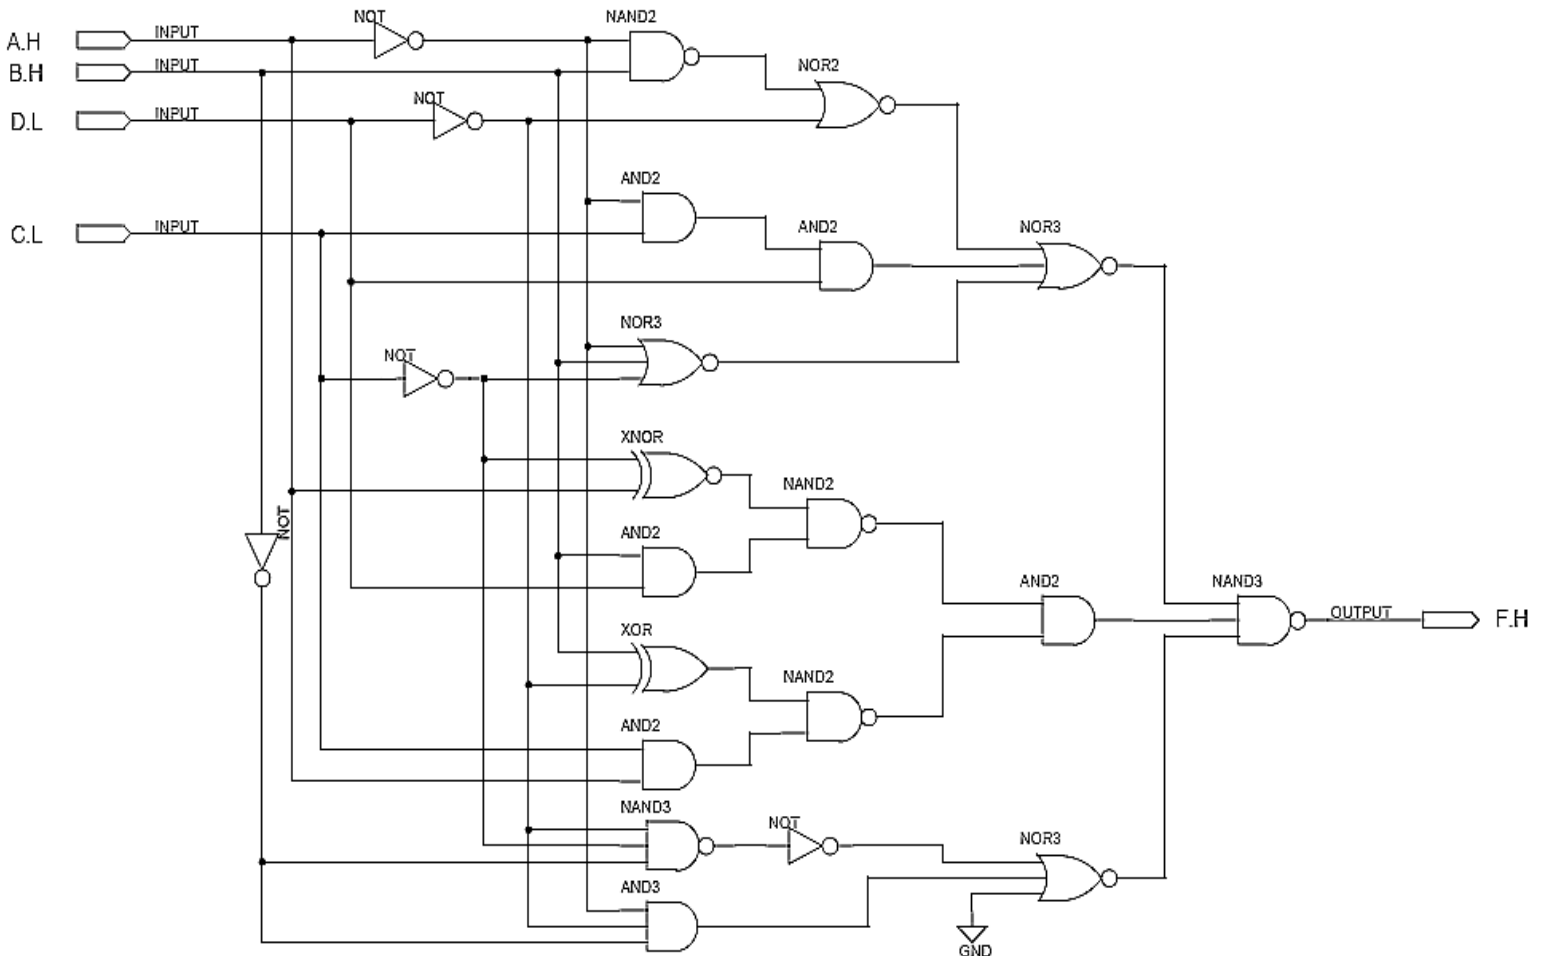 NOT
NAND2
A.H
INPUT
B.H
INPUT
NOR2
NOT
D.L
INPUT
AND2
C.L
INPUT
AND2
NOR3
NOR3
NOT
XNOR
NAND2
NOT
AND2
AND2
NAND3
OUTPUT
F.H
XOR
NAND2
AND2
NAND3
NOT
NOR3
AND3
GND